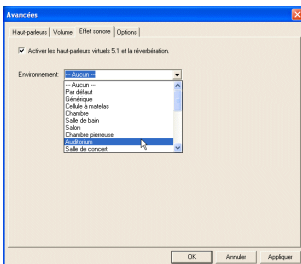 Avancées
Haut-parleurs Volume Effet sonore Options
Activer les haut-parleurs virtuels 5.1 et la réverbération.
Environnement: -- Aucun --
-- Aucun --
Par défaut
Générique
Cellule à matelas
Chambre
Salle de bain
Salon
Chambre pierreuse
Auditorium
Salle de concert
OK Annuler Appliquer